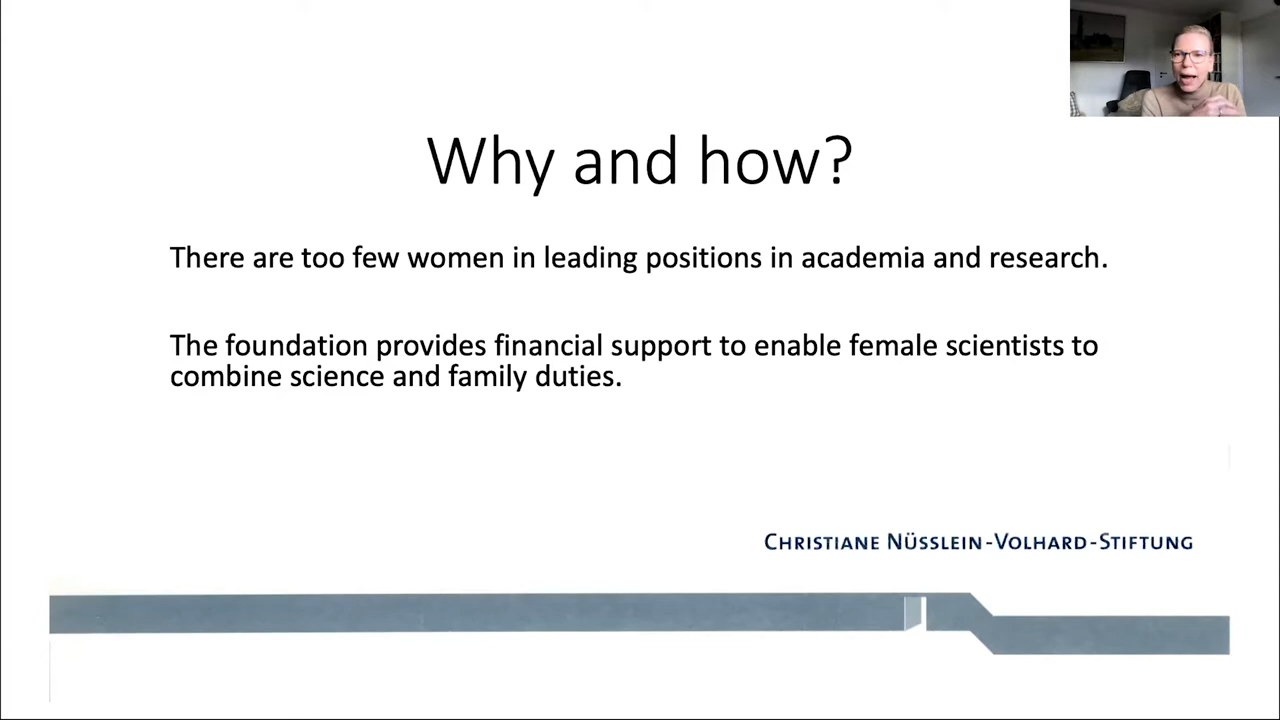 Why and how?
There are too few women in leading positions in academia and research.
The foundation provides financial support to enable female scientists to
combine science and family duties.
CHRISTIANE NÜSSLEIN-VOLHARD-STIFTUNG